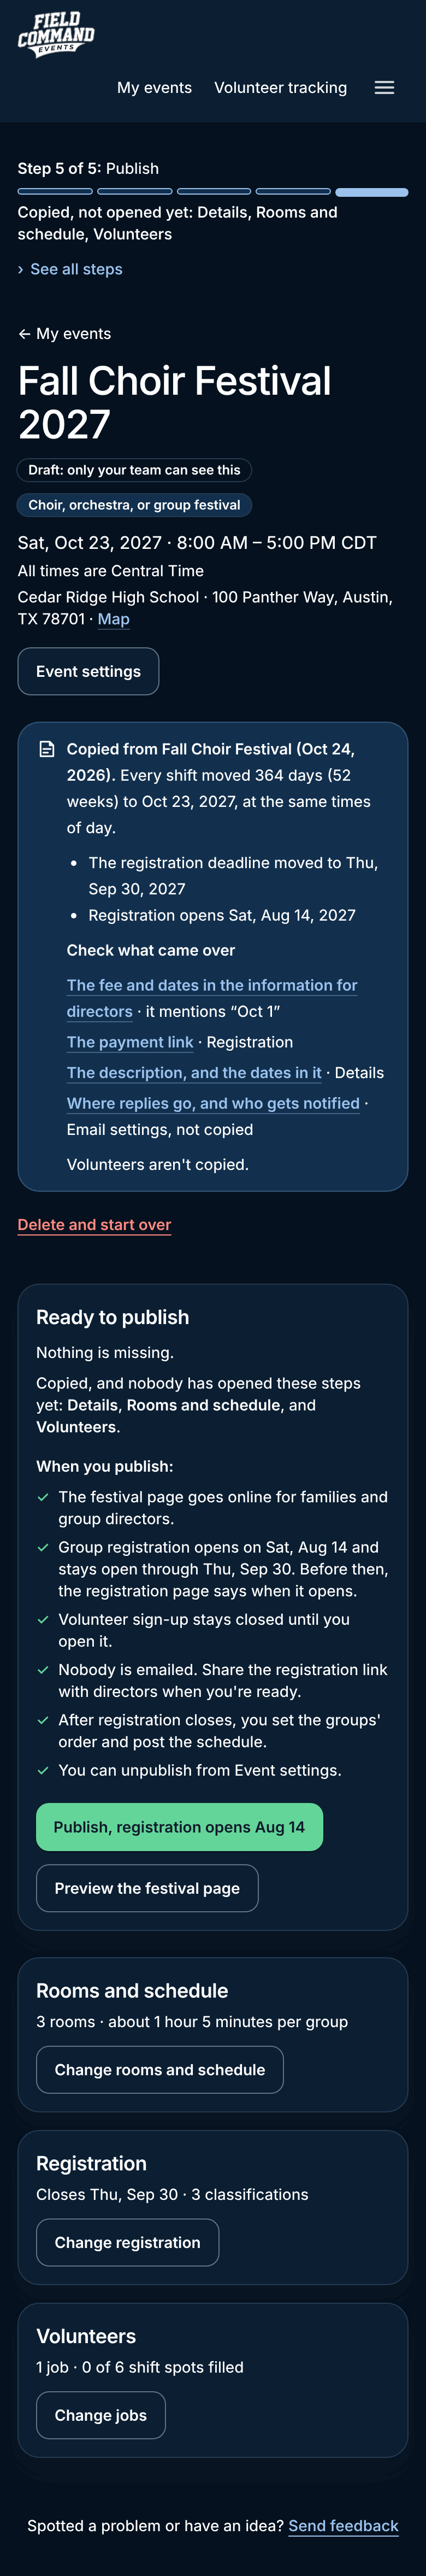 FIELD
COMMAND
EVENTS
My events
Volunteer tracking
Step 5 of 5: Publish
Copied, not opened yet: Details, Rooms and
schedule, Volunteers
› See all steps
← My events
Fall Choir Festival
2027
Draft: only your team can see this
Choir, orchestra, or group festival
Sat, Oct 23, 2027 · 8:00 AM – 5:00 PM CDT
All times are Central Time
Cedar Ridge High School · 100 Panther Way, Austin,
TX 78701 · Map
Event settings
Copied from Fall Choir Festival (Oct 24,
2026). Every shift moved 364 days (52
weeks) to Oct 23, 2027, at the same times
of day.
• The registration deadline moved to Thu,
Sep 30, 2027
• Registration opens Sat, Aug 14, 2027
Check what came over
The fee and dates in the information for
directors · it mentions “Oct 1”
The payment link · Registration
The description, and the dates in it · Details
Where replies go, and who gets notified ·
Email settings, not copied
Volunteers aren't copied.
Delete and start over
Ready to publish
Nothing is missing.
Copied, and nobody has opened these steps
yet: Details, Rooms and schedule, and
Volunteers.
When you publish:
✓ The festival page goes online for families and
group directors.
✓ Group registration opens on Sat, Aug 14 and
stays open through Thu, Sep 30. Before then,
the registration page says when it opens.
✓ Volunteer sign-up stays closed until you
open it.
✓ Nobody is emailed. Share the registration link
with directors when you're ready.
✓ After registration closes, you set the groups'
order and post the schedule.
✓ You can unpublish from Event settings.
Publish, registration opens Aug 14
Preview the festival page
Rooms and schedule
3 rooms · about 1 hour 5 minutes per group
Change rooms and schedule
Registration
Closes Thu, Sep 30 · 3 classifications
Change registration
Volunteers
1 job · 0 of 6 shift spots filled
Change jobs
Spotted a problem or have an idea? Send feedback